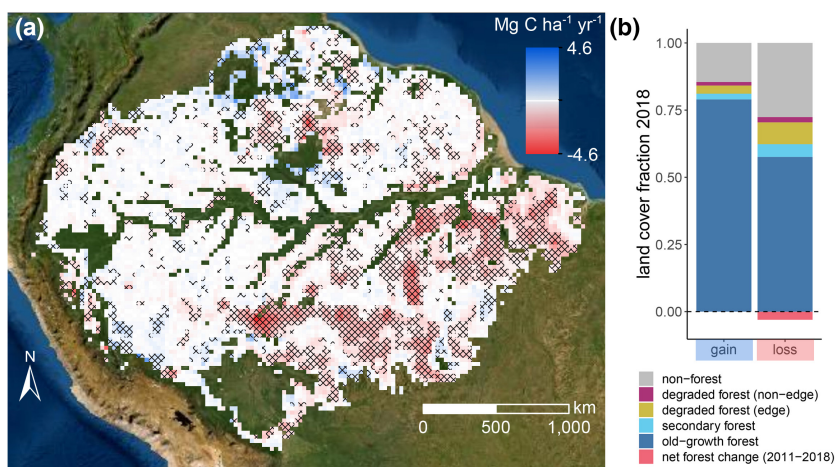 (a)
Mg C ha⁻¹ yr⁻¹
4.6
-4.6
N
km
0 500 1,000
(b)
land cover fraction 2018
1.00
0.75
0.50
0.25
0.00
gain loss
non−forest
degraded forest (non−edge)
degraded forest (edge)
secondary forest
old−growth forest
net forest change (2011−2018)